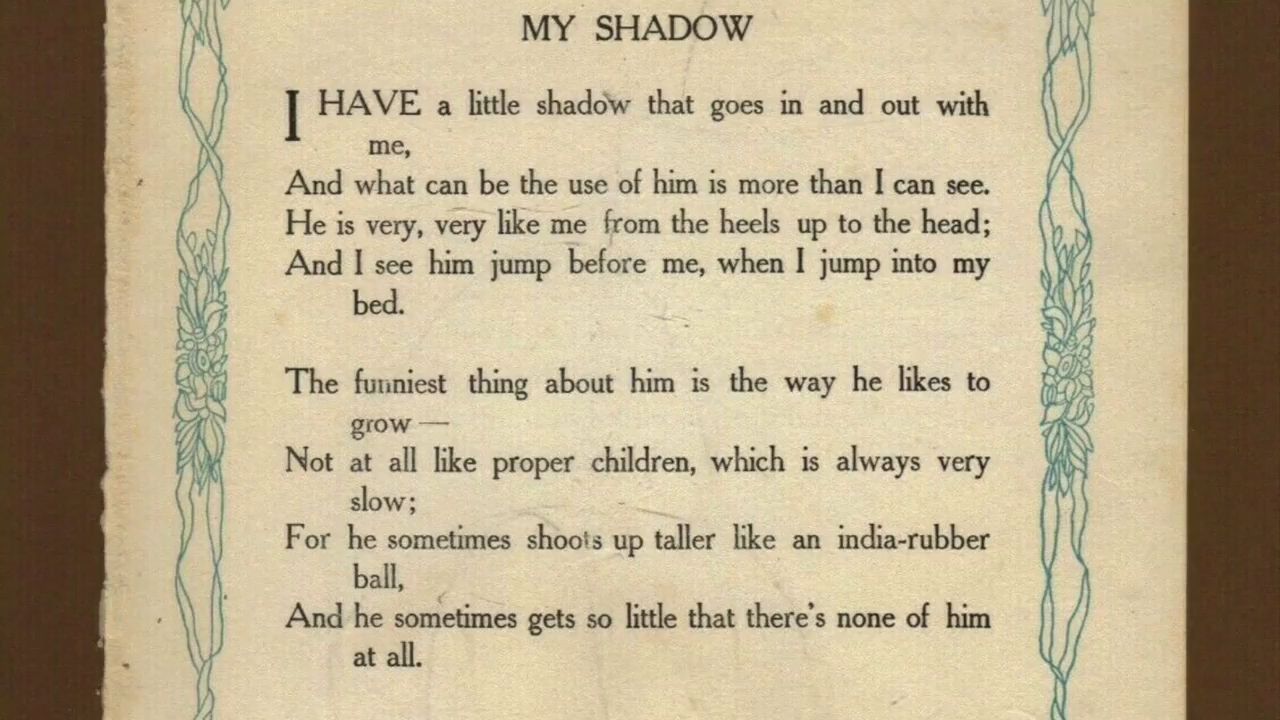 MY SHADOW
I HAVE a little shadow that goes in and out with
me,
And what can be the use of him is more than I can see.
He is very, very like me from the heels up to the head;
And I see him jump before me, when I jump into my
bed.
The funniest thing about him is the way he likes to
grow —
Not at all like proper children, which is always very
slow;
For he sometimes shoots up taller like an india-rubber
ball,
And he sometimes gets so little that there's none of him
at all.